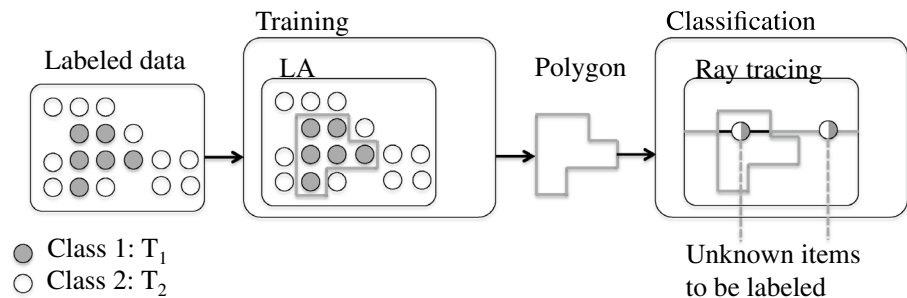 Training
Classification
Labeled data
LA
Polygon
Ray tracing
Class 1: T1
Class 2: T2
Unknown items
to be labeled